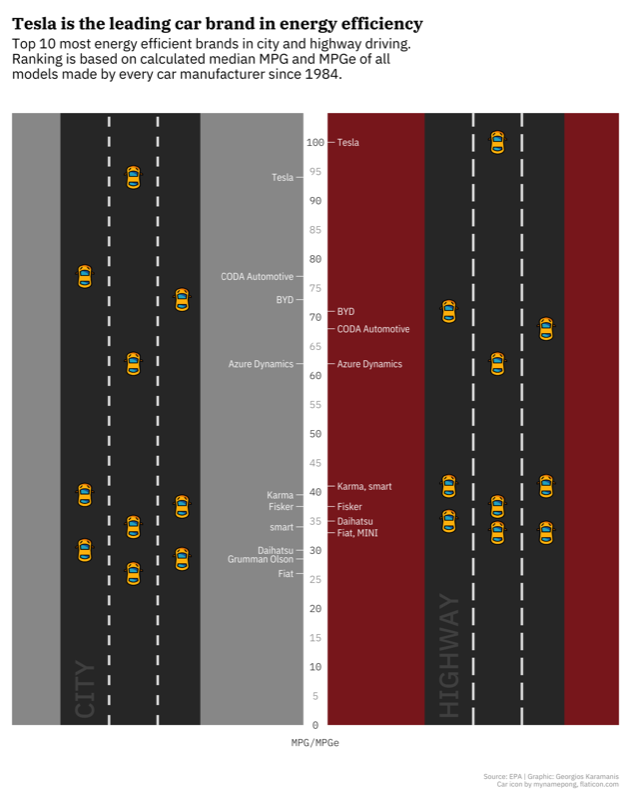 Tesla is the leading car brand in energy efficiency
Top 10 most energy efficient brands in city and highway driving.
Ranking is based on calculated median MPG and MPGe of all
models made by every car manufacturer since 1984.
100
Tesla
Tesla
95
90
85
80
CODA Automotive
75
BYD
BYD
70
CODA Automotive
65
Azure Dynamics
Azure Dynamics
60
55
50
45
Karma, smart
Karma
40
Fisker
Fisker
35
Daihatsu
smart
Fiat, MINI
Daihatsu
30
Grumman Olson
Fiat
25
20
15
10
5
0
CITY
HIGHWAY
MPG/MPGe
Source: EPA | Graphic: Georgios Karamanis
Car icon by mynamepong, flaticon.com